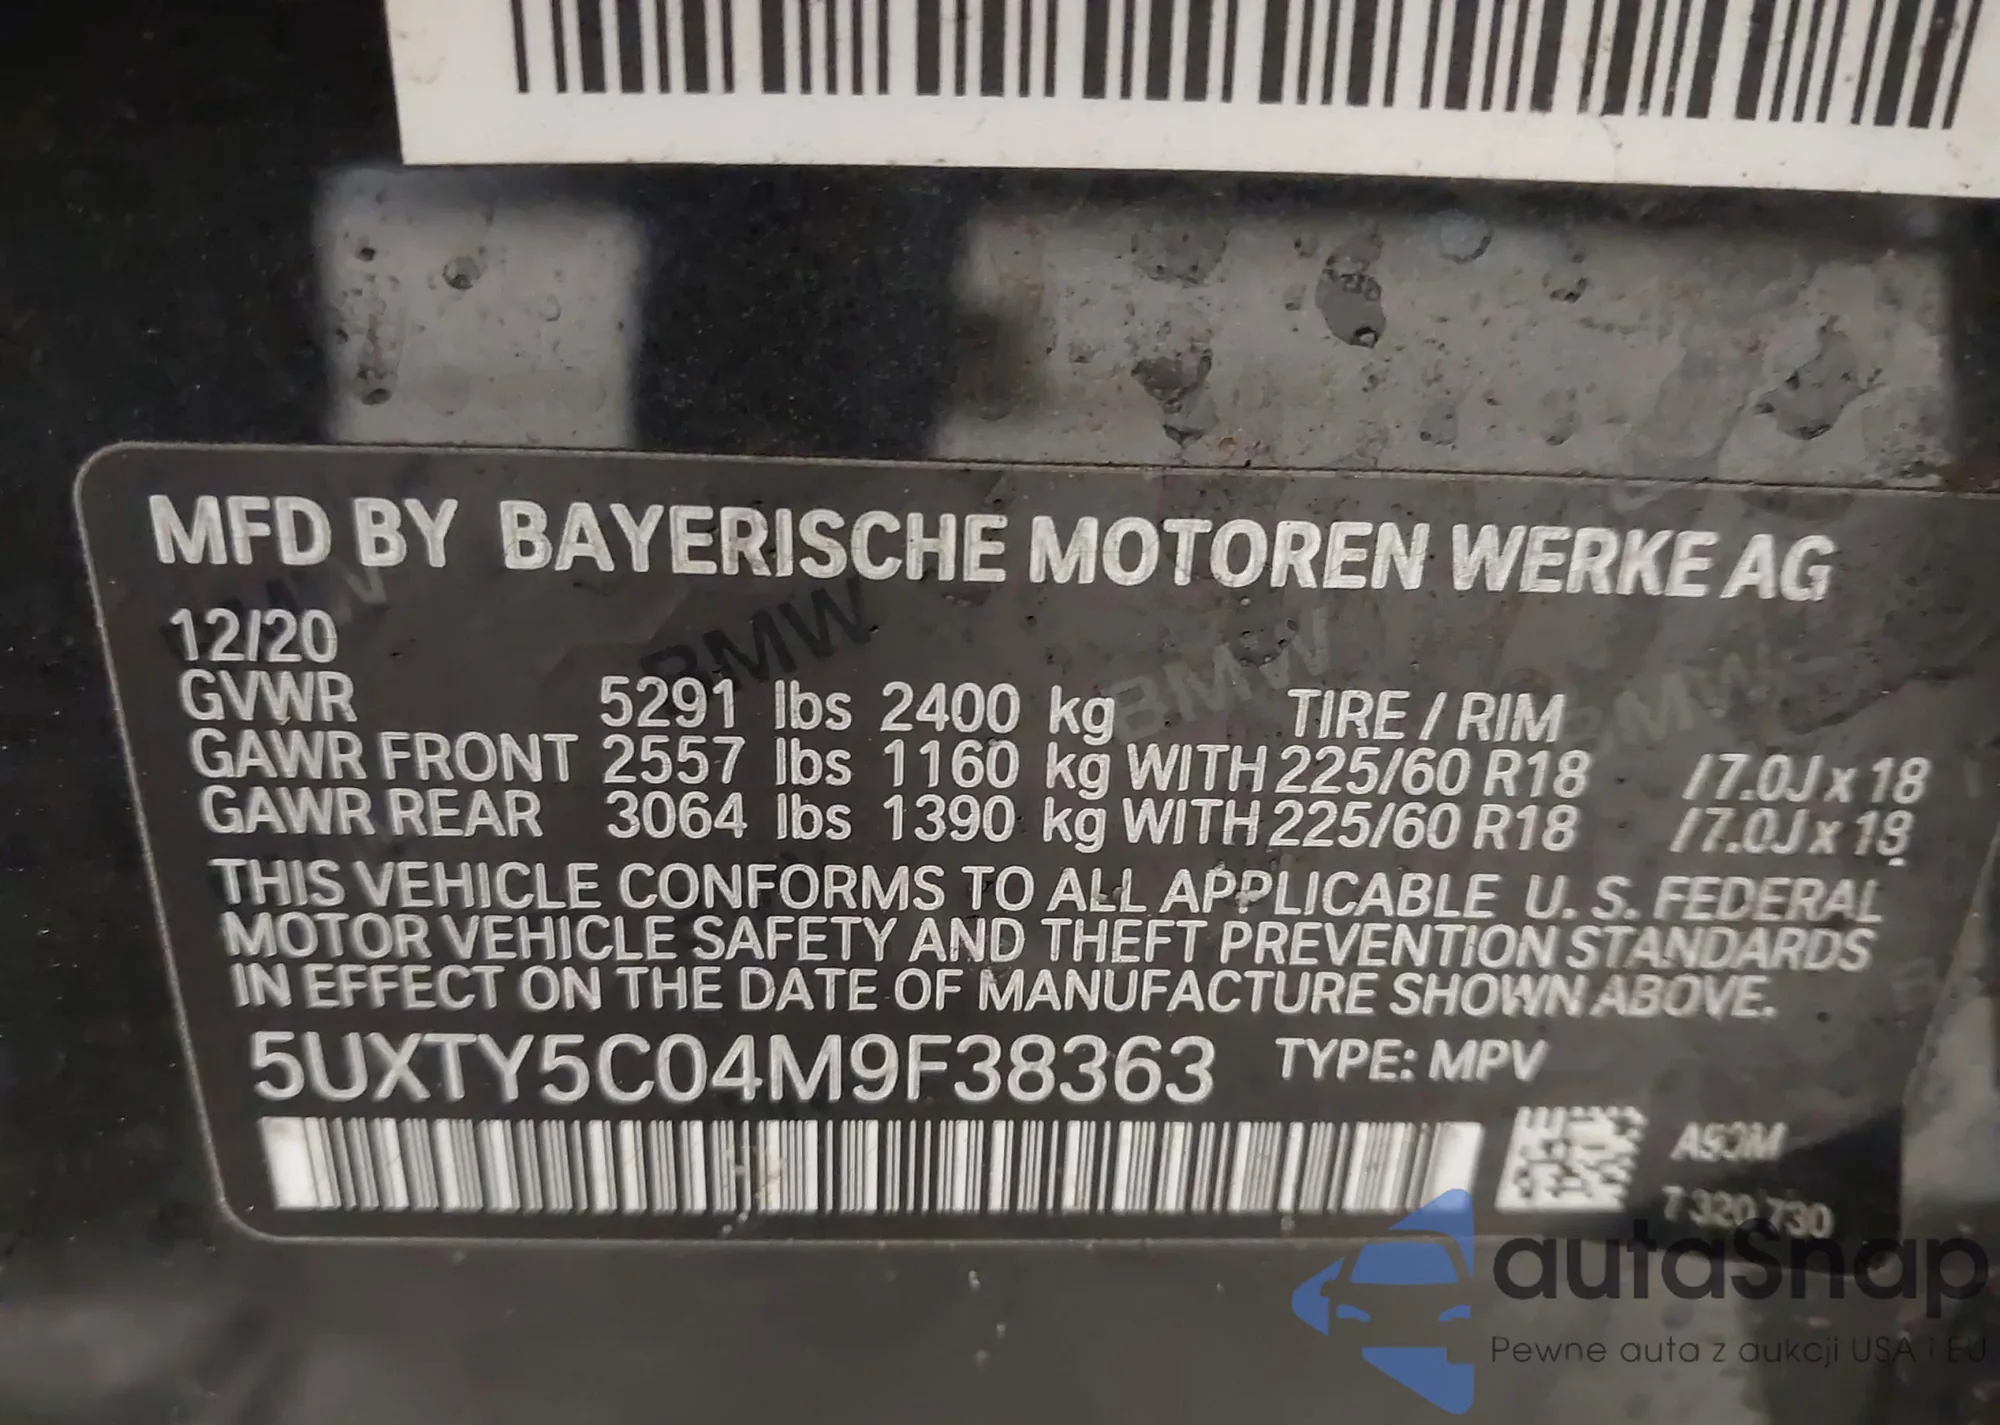 MFD BY BAYERISCHE MOTOREN WERKE AG
12/20
GVWR 5291 lbs 2400 kg TIRE / RIM
GAWR FRONT 2557 lbs 1160 kg WITH 225/60 R18 /7.0J x 18
GAWR REAR 3064 lbs 1390 kg WITH 225/60 R18 /7.0J x 18
THIS VEHICLE CONFORMS TO ALL APPLICABLE U. S. FEDERAL
MOTOR VEHICLE SAFETY AND THEFT PREVENTION STANDARDS
IN EFFECT ON THE DATE OF MANUFACTURE SHOWN ABOVE.
5UXTY5C04M9F38363 TYPE: MPV
7 320 730
BMW BMW BMW
autoSnap
Pewne auta z aukcji USA i EU